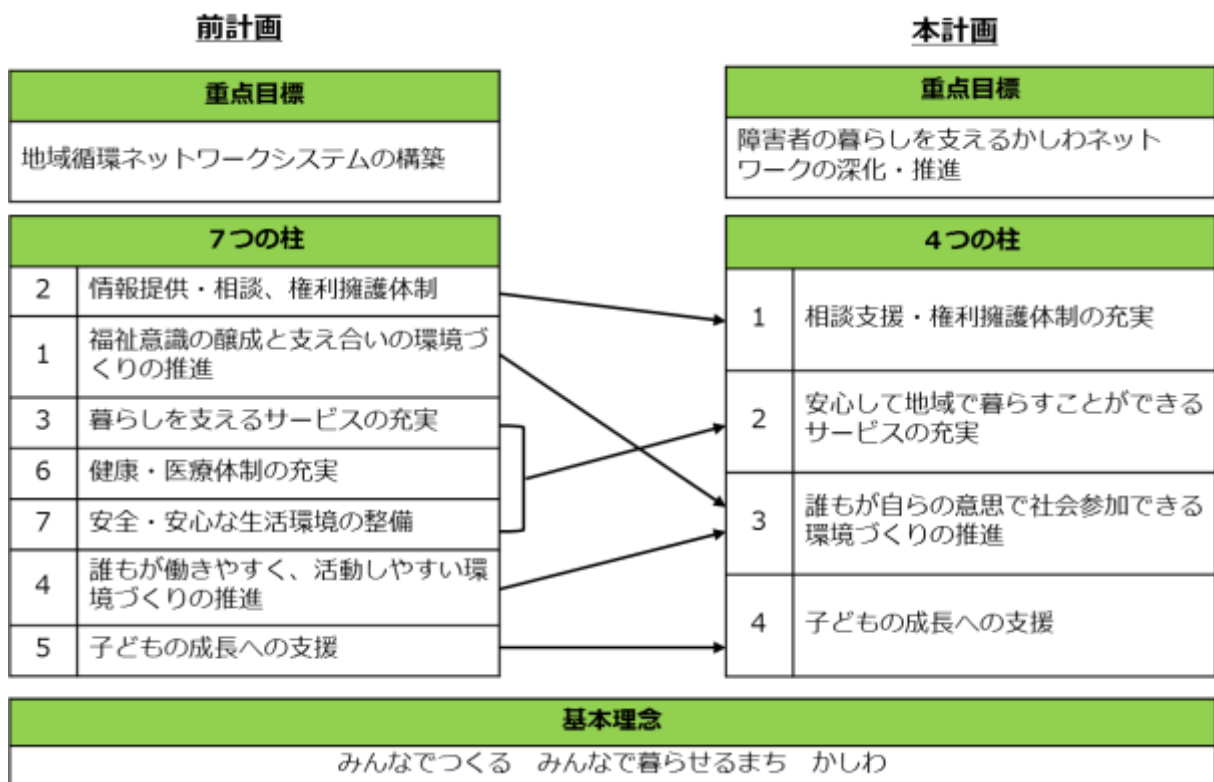 前計画
重点目標
地域循環ネットワークシステムの構築
7つの柱
2 情報提供・相談、権利擁護体制
1 福祉意識の醸成と支え合いの環境づ
くりの推進
3 暮らしを支えるサービスの充実
6 健康・医療体制の充実
7 安全・安心な生活環境の整備
4 誰もが働きやすく、活動しやすい環
境づくりの推進
5 子どもの成長への支援
本計画
重点目標
障害者の暮らしを支えるかしわネット
ワークの深化・推進
4つの柱
1 相談支援・権利擁護体制の充実
2 安心して地域で暮らすことができる
サービスの充実
3 誰もが自らの意思で社会参加できる
環境づくりの推進
4 子どもの成長への支援
基本理念
みんなでつくる　みんなで暮らせるまち　かしわ